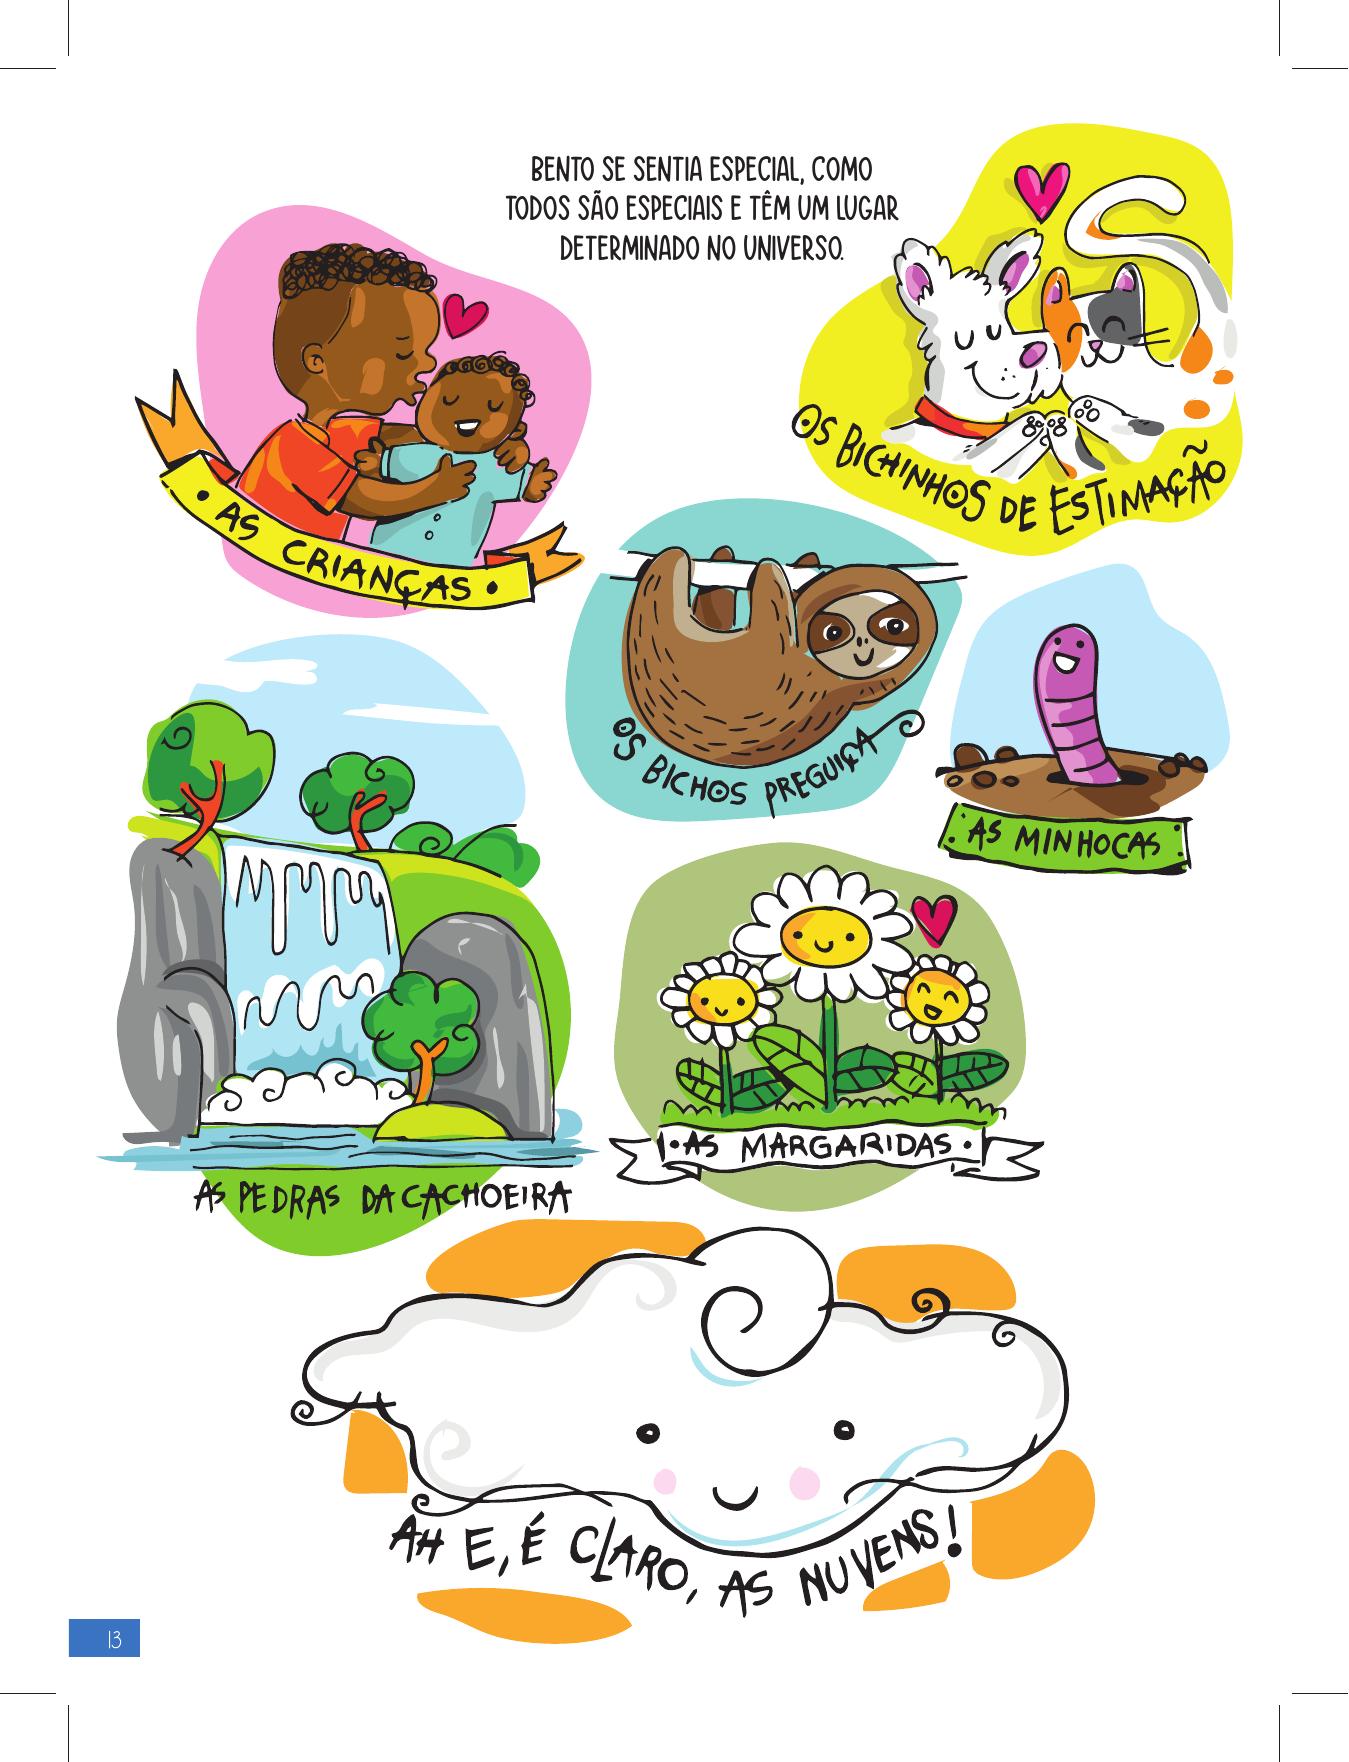 BENTO SE SENTIA ESPECIAL, COMO
TODOS SÃO ESPECIAIS E TÊM UM LUGAR
DETERMINADO NO UNIVERSO.
• AS CRIANÇAS •
OS BICHINHOS DE ESTIMAÇÃO
OS BICHOS PREGUIÇA
AS MINHOCAS
AS PEDRAS DA CACHOEIRA
• AS MARGARIDAS •
AH E, É CLARO, AS NUVENS!
13